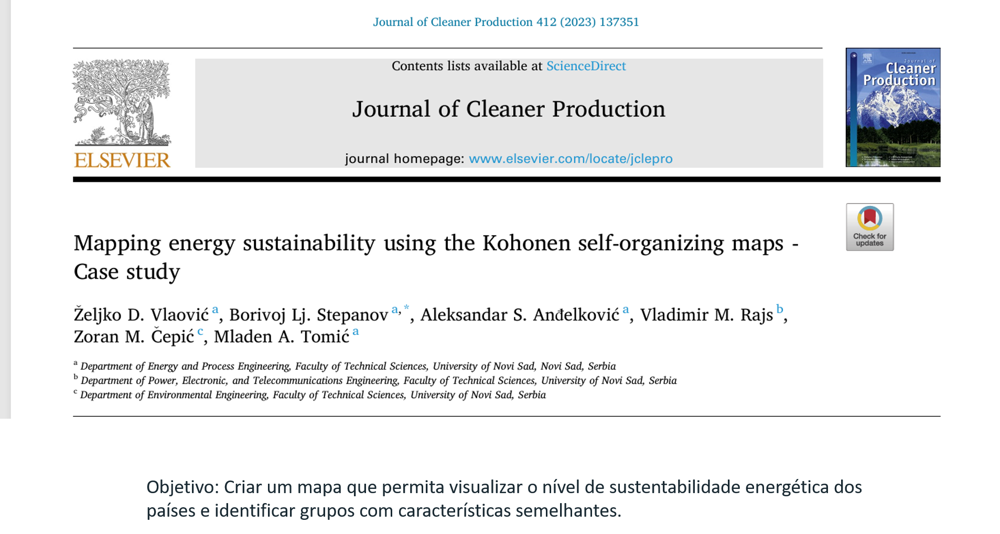 Journal of Cleaner Production 412 (2023) 137351
Contents lists available at ScienceDirect
Journal of Cleaner Production
journal homepage: www.elsevier.com/locate/jclepro
NON SOLUS
ELSEVIER
Journal of
Cleaner
Production
Check for
updates
Mapping energy sustainability using the Kohonen self-organizing maps -
Case study
Željko D. Vlaović a, Borivoj Lj. Stepanov a, *, Aleksandar S. Anđelković a, Vladimir M. Rajs b,
Zoran M. Čepić c, Mladen A. Tomić a
a Department of Energy and Process Engineering, Faculty of Technical Sciences, University of Novi Sad, Novi Sad, Serbia
b Department of Power, Electronic, and Telecommunications Engineering, Faculty of Technical Sciences, University of Novi Sad, Serbia
c Department of Environmental Engineering, Faculty of Technical Sciences, University of Novi Sad, Serbia
Objetivo: Criar um mapa que permita visualizar o nível de sustentabilidade energética dos
países e identificar grupos com características semelhantes.